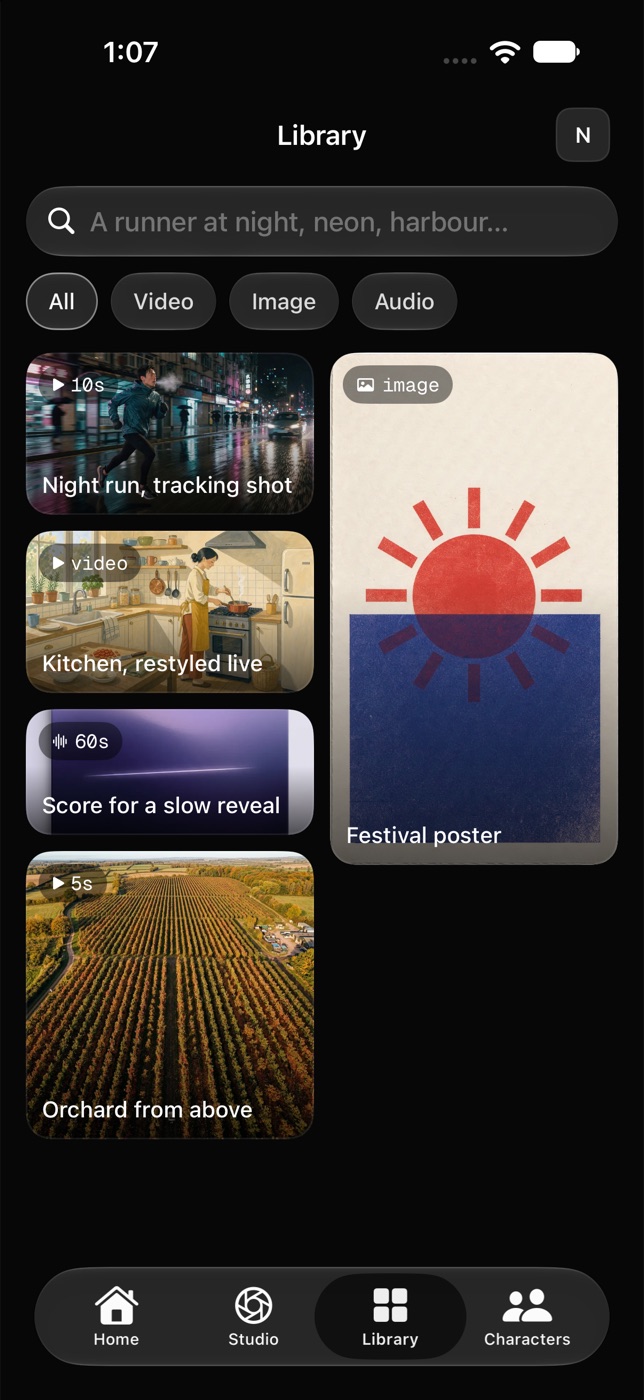 1:07
Library
N
A runner at night, neon, harbour...
All
Video
Image
Audio
10s
Night run, tracking shot
image
video
Kitchen, restyled live
60s
Score for a slow reveal
Festival poster
5s
Orchard from above
Home
Studio
Library
Characters